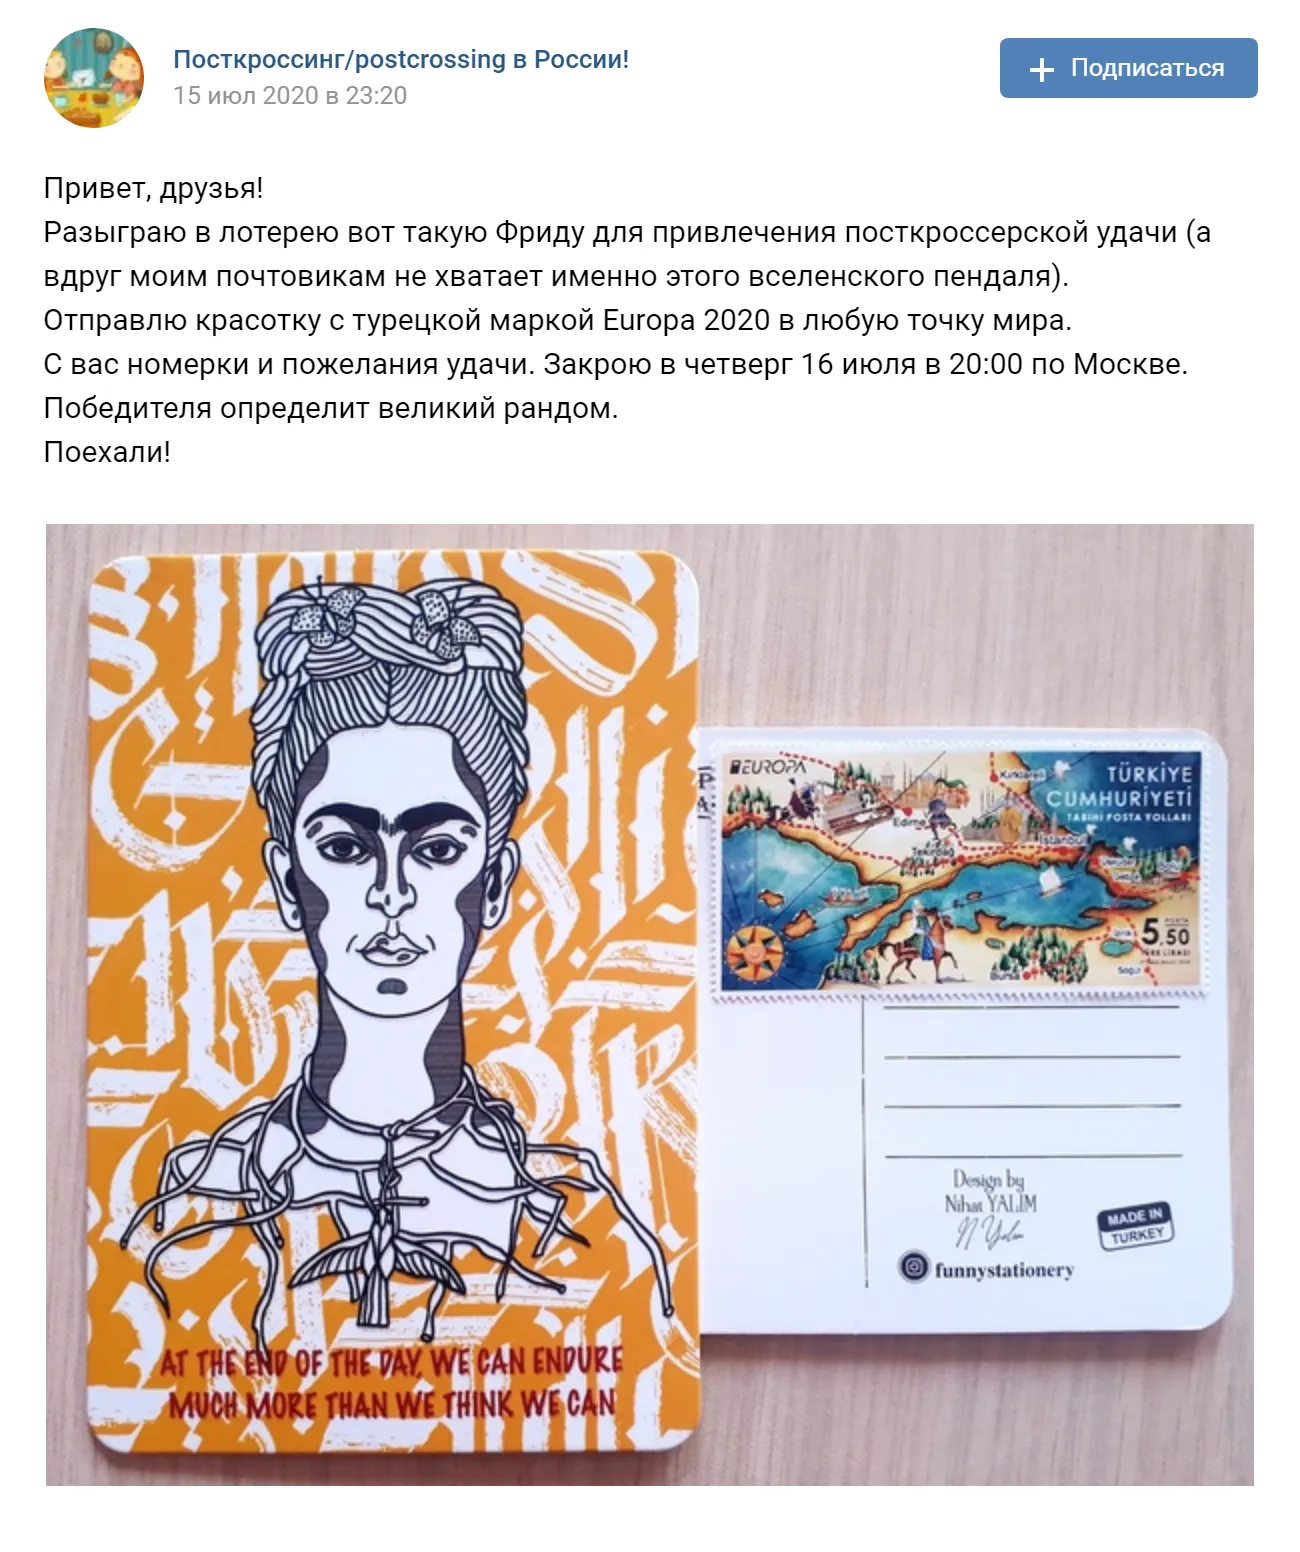 Посткроссинг/postcrossing в России!
15 июл 2020 в 23:20
Подписаться
Привет, друзья!
Разыграю в лотерею вот такую Фриду для привлечения посткроссерской удачи (а
вдруг моим почтовикам не хватает именно этого вселенского пендаля).
Отправлю красотку с турецкой маркой Europa 2020 в любую точку мира.
С вас номерки и пожелания удачи. Закрою в четверг 16 июля в 20:00 по Москве.
Победителя определит великий рандом.
Поехали!
AT THE END OF THE DAY, WE CAN ENDURE
MUCH MORE THAN WE THINK WE CAN
EUROPA
TÜRKİYE
CUMHURİYETİ
TARİHİ POSTA YOLLARI
Kırklareli
Edirne
Tekirdağ
İstanbul
Bursa
İznik
Söğüt
POSTA
5.50
TÜRK LİRASI
Design by
Nihat YALIM
N. Yalım
MADE IN
TURKEY
funnystationery